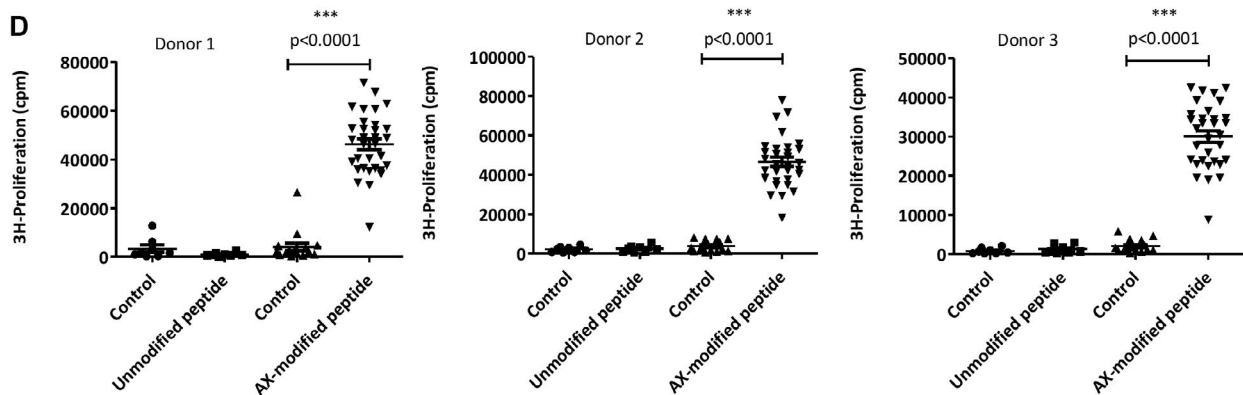 D
Donor 1
***
p<0.0001
3H-Proliferation (cpm)
80000
60000
40000
20000
0
Control
Unmodified peptide
Control
AX-modified peptide
Donor 2
***
p<0.0001
3H-Proliferation (cpm)
100000
80000
60000
40000
20000
0
Control
Unmodified peptide
Control
AX-modified peptide
Donor 3
***
p<0.0001
3H-Proliferation (cpm)
50000
40000
30000
20000
10000
0
Control
Unmodified peptide
Control
AX-modified peptide